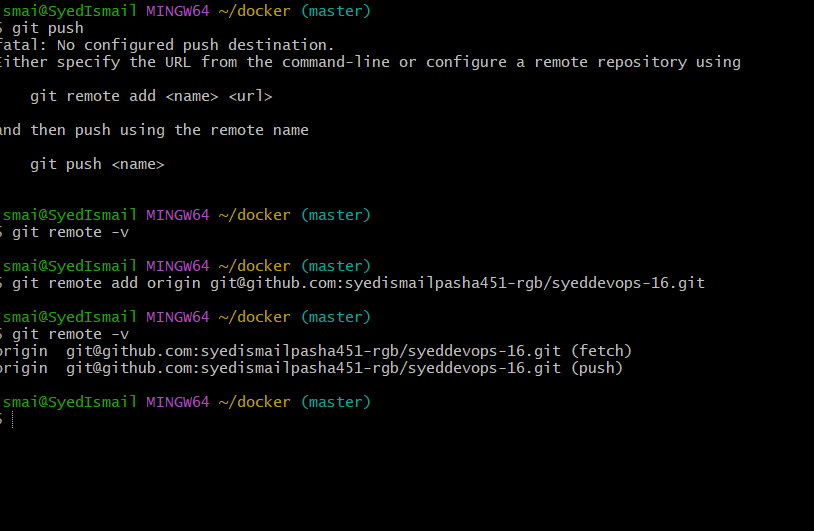 smai@SyedIsmail MINGW64 ~/docker (master)
$ git push
fatal: No configured push destination.
Either specify the URL from the command-line or configure a remote repository using
git remote add <name> <url>
and then push using the remote name
git push <name>
smai@SyedIsmail MINGW64 ~/docker (master)
$ git remote -v
smai@SyedIsmail MINGW64 ~/docker (master)
$ git remote add origin git@github.com:syedismailpasha451-rgb/syeddevops-16.git
smai@SyedIsmail MINGW64 ~/docker (master)
$ git remote -v
origin  git@github.com:syedismailpasha451-rgb/syeddevops-16.git (fetch)
origin  git@github.com:syedismailpasha451-rgb/syeddevops-16.git (push)
smai@SyedIsmail MINGW64 ~/docker (master)
$